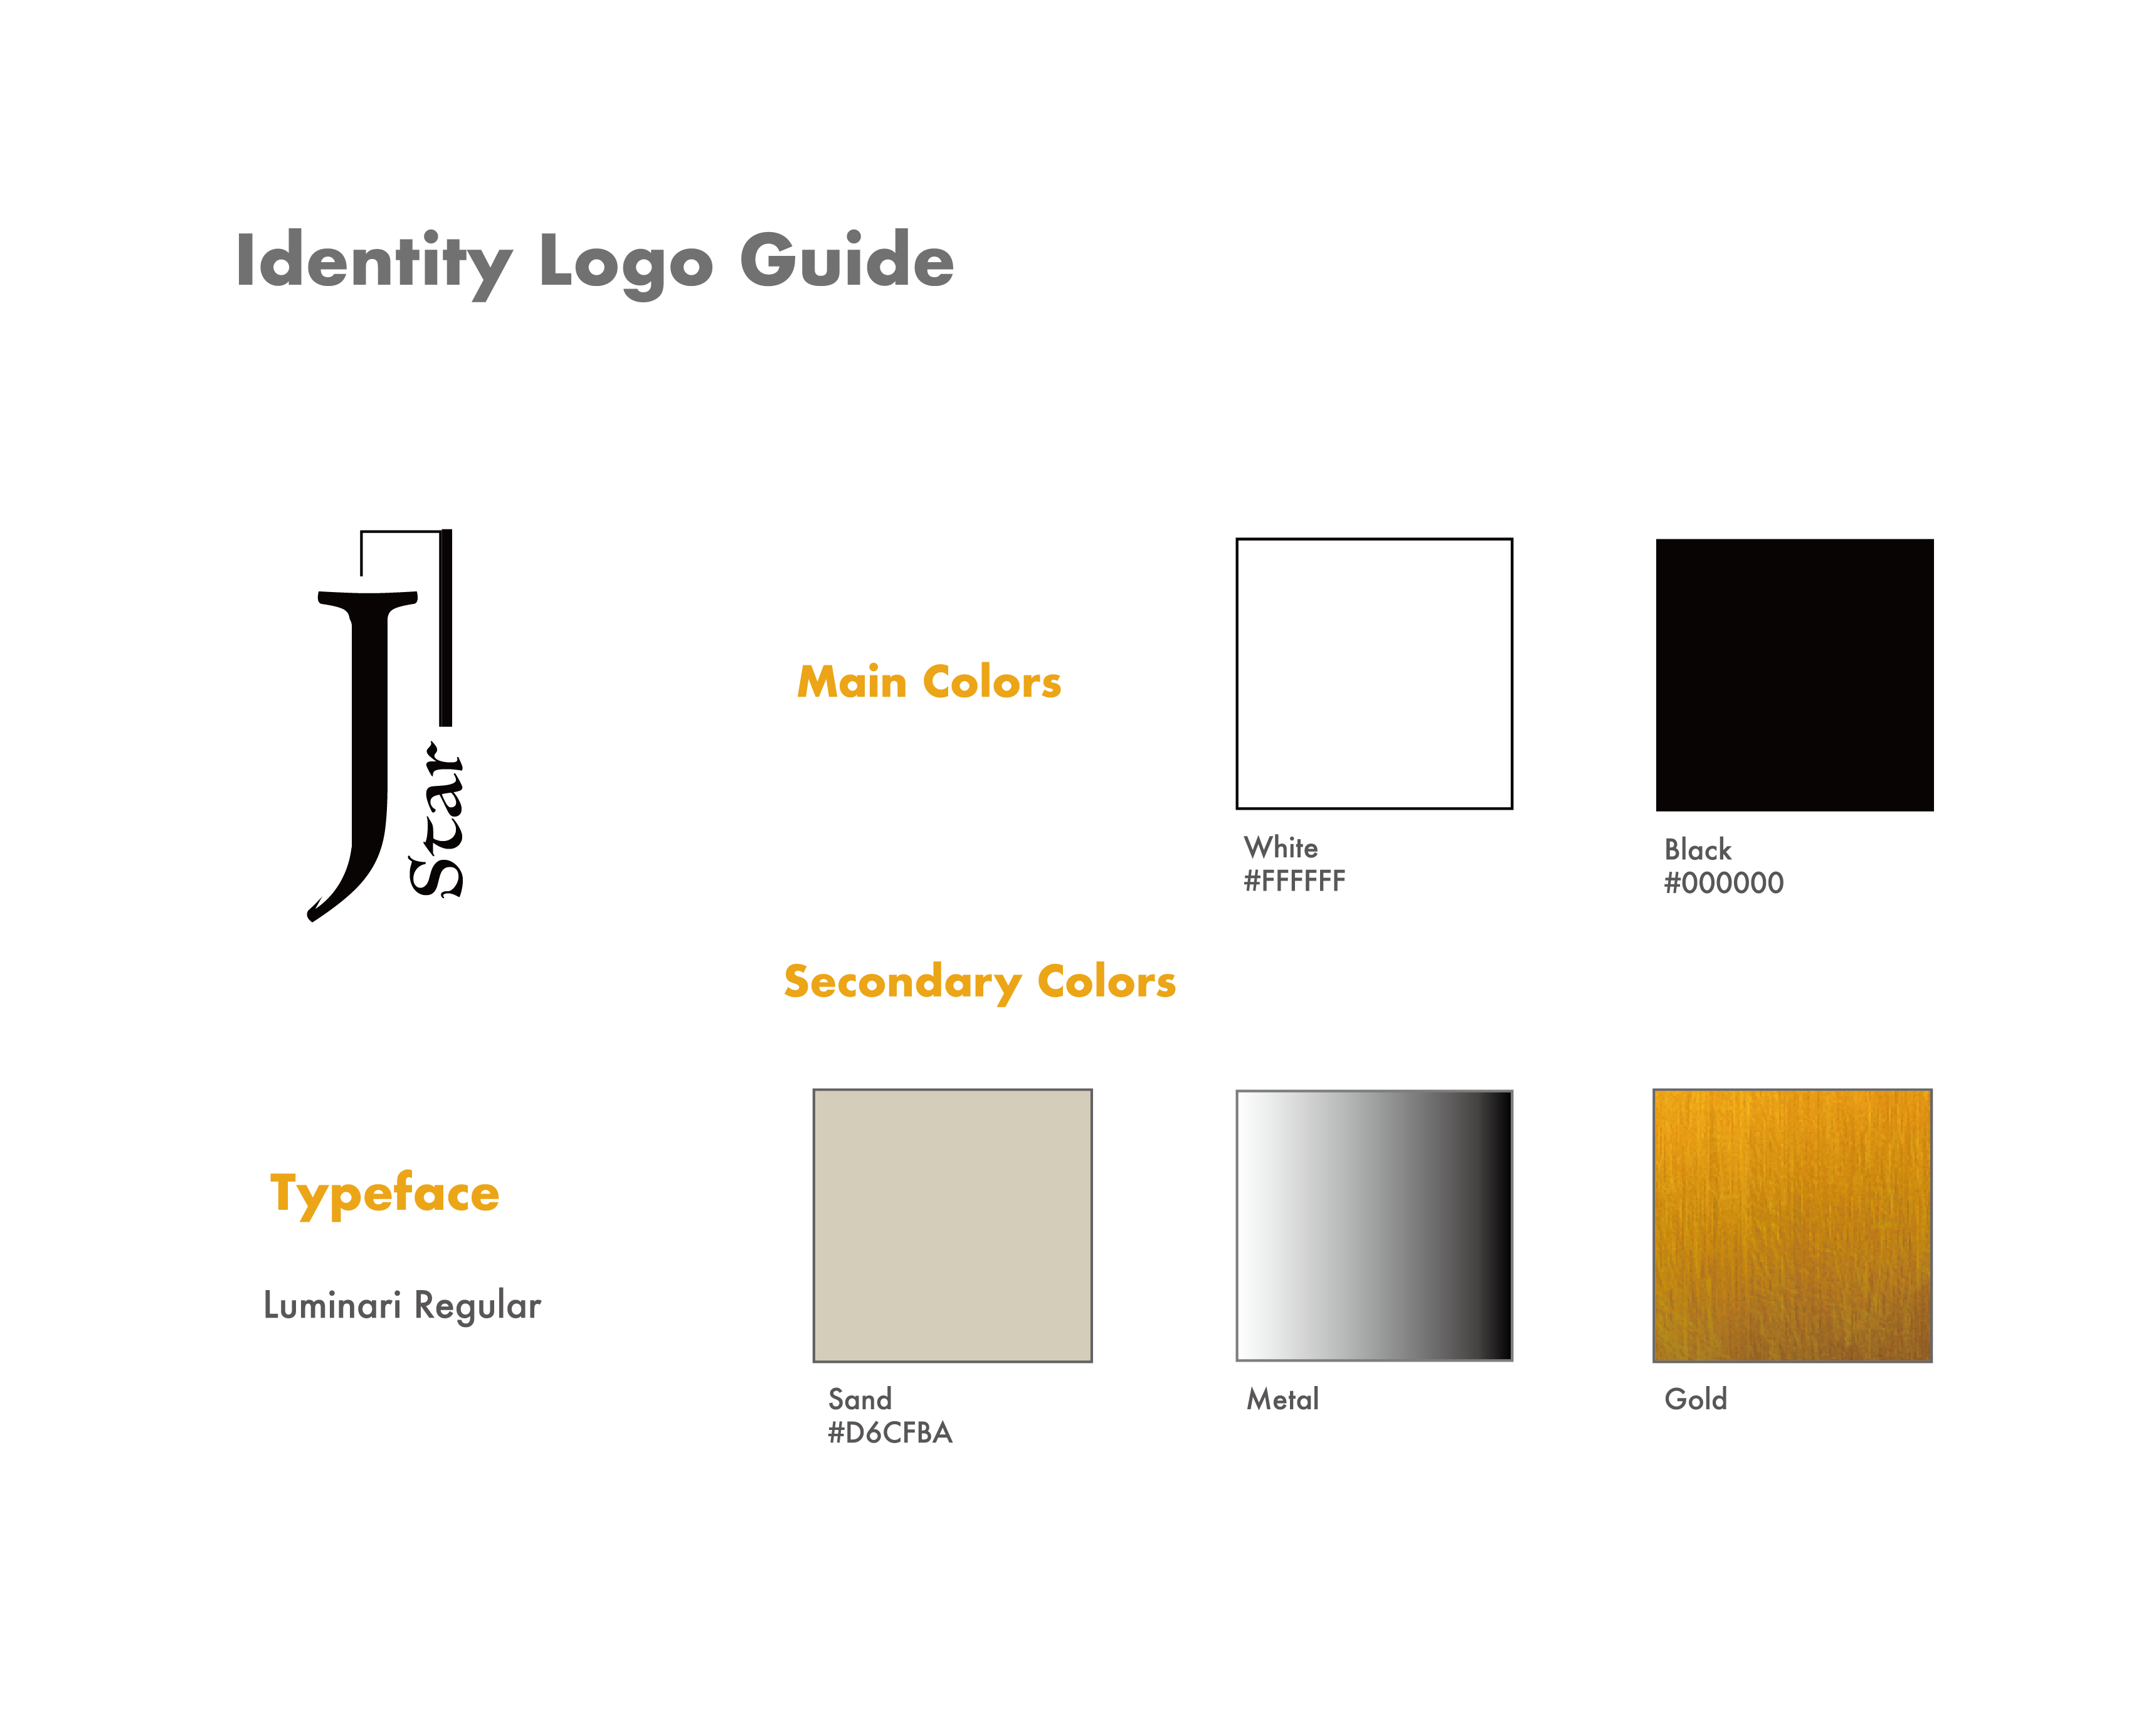 Identity Logo Guide
J
Star
Main Colors
White
#FFFFFF
Black
#000000
Secondary Colors
Typeface
Luminari Regular
Sand
#D6CFBA
Metal
Gold